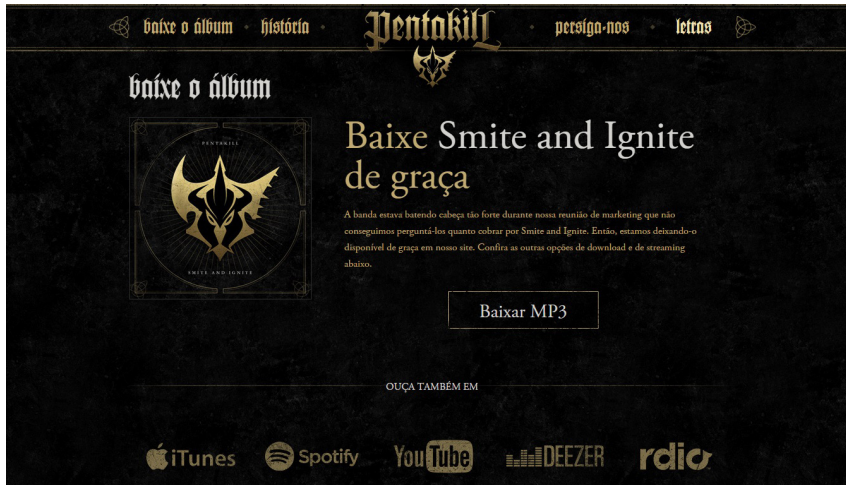 baixe o álbum
história
Pentakill
persiga-nos
letras
baixe o álbum
PENTAKILL
SMITE AND IGNITE
Baixe Smite and Ignite
de graça
A banda estava batendo cabeça tão forte durante nossa reunião de marketing que não
conseguimos perguntá-los quanto cobrar por Smite and Ignite. Então, estamos deixando-o
disponível de graça em nosso site. Confira as outras opções de download e de streaming
abaixo.
Baixar MP3
OUÇA TAMBÉM EM
iTunes
Spotify
YouTube
DEEZER
rdio